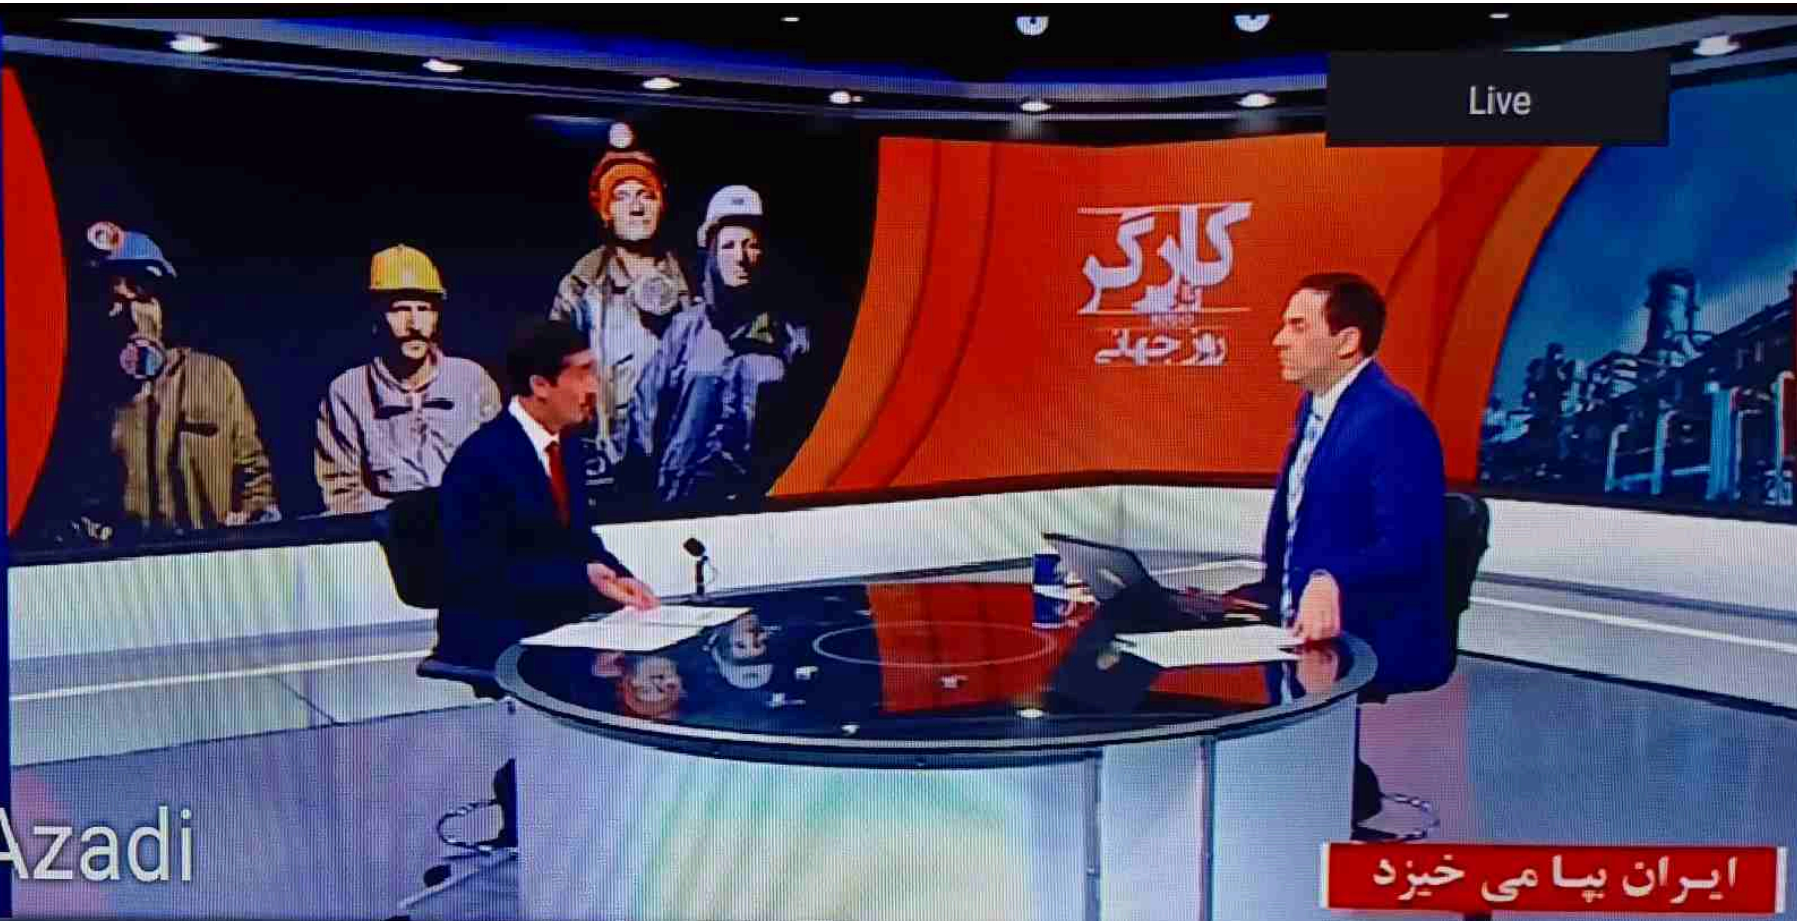 Live
کارگر
روز جهانی
Azadi
ایران بپا می خیزد